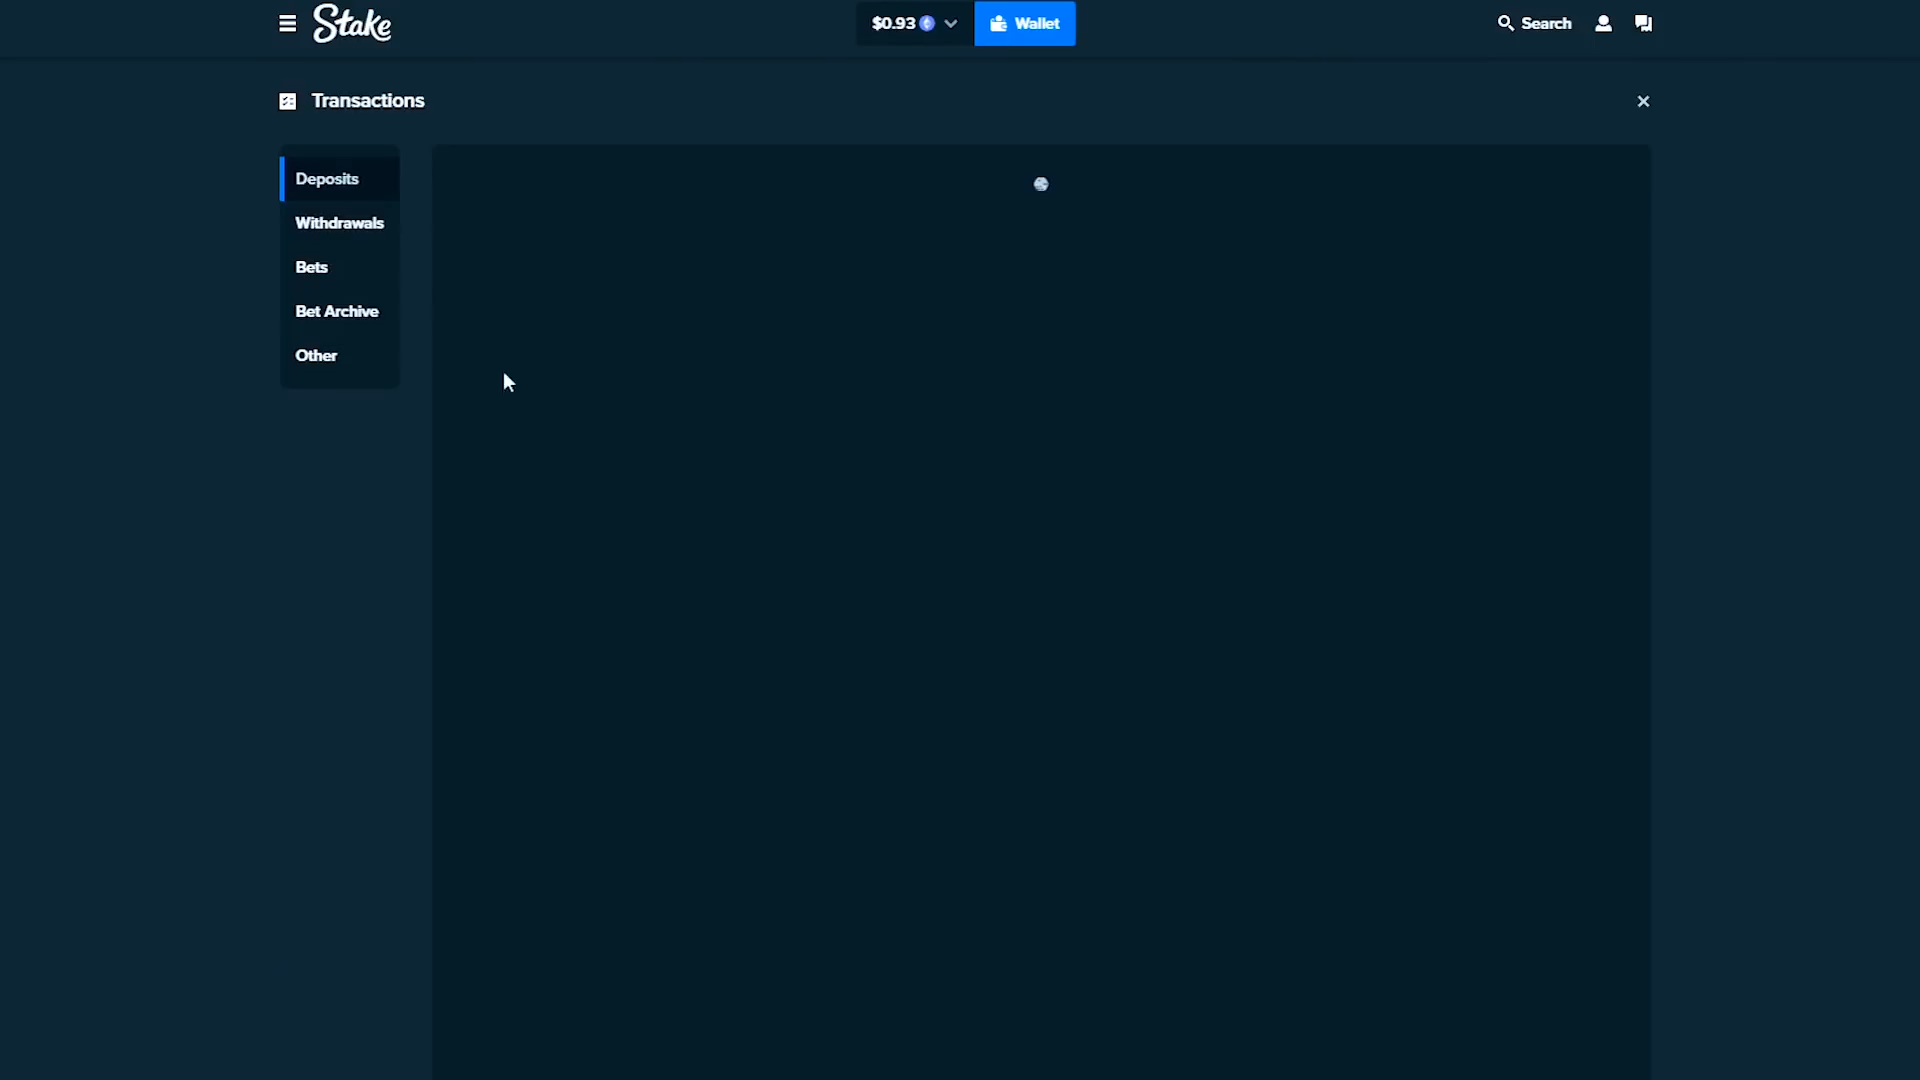 Stake
$0.93
Wallet
Search
Transactions
Deposits
Withdrawals
Bets
Bet Archive
Other